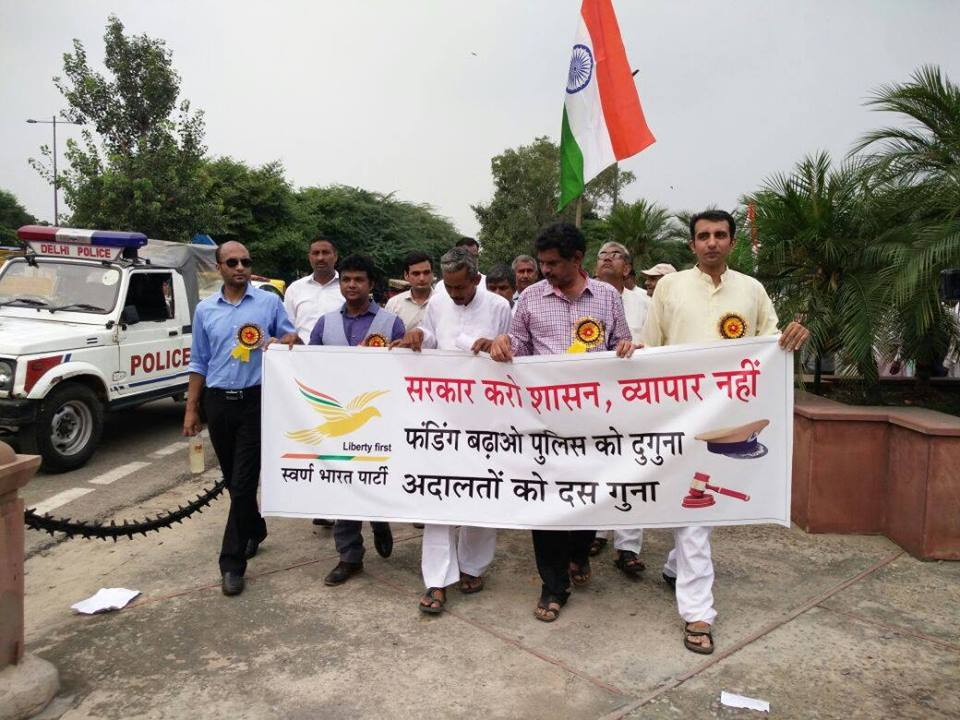 DELHI POLICE
POLICE
सरकार करो शासन, व्यापार नहीं
फंडिंग बढ़ाओ पुलिस को दुगुना
अदालतों को दस गुना
Liberty first
स्वर्ण भारत पार्टी